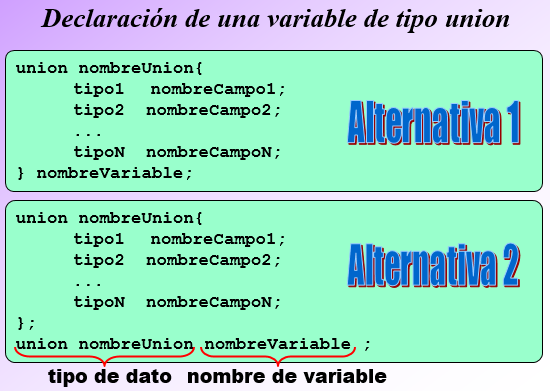 Declaración de una variable de tipo union
union nombreUnion{
tipo1 nombreCampo1;
tipo2 nombreCampo2;
...
tipoN nombreCampoN;
} nombreVariable;
Alternativa 1
union nombreUnion{
tipo1 nombreCampo1;
tipo2 nombreCampo2;
...
tipoN nombreCampoN;
};
union nombreUnion nombreVariable ;
Alternativa 2
tipo de dato nombre de variable